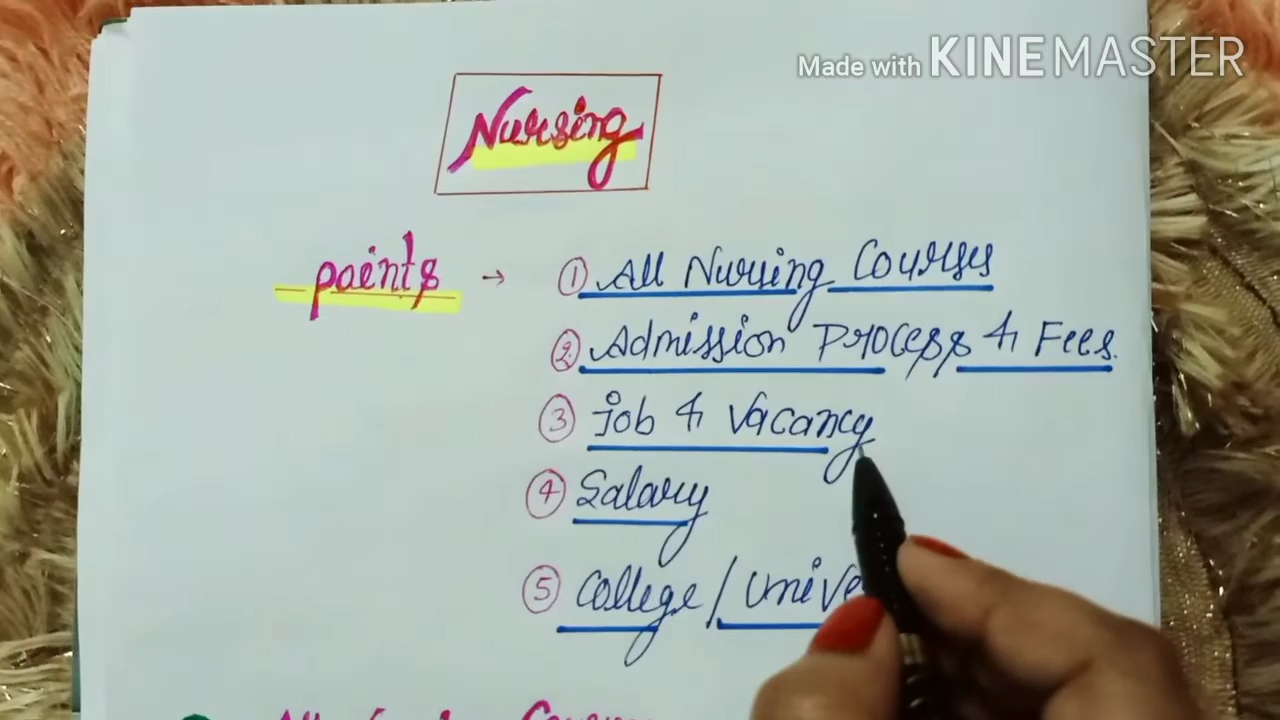 Made with KINEMASTER
Nursing
points → ① All Nursing Courses
② Admission Process & Fees.
③ Job & Vacancy
④ Salary
⑤ College / Unive